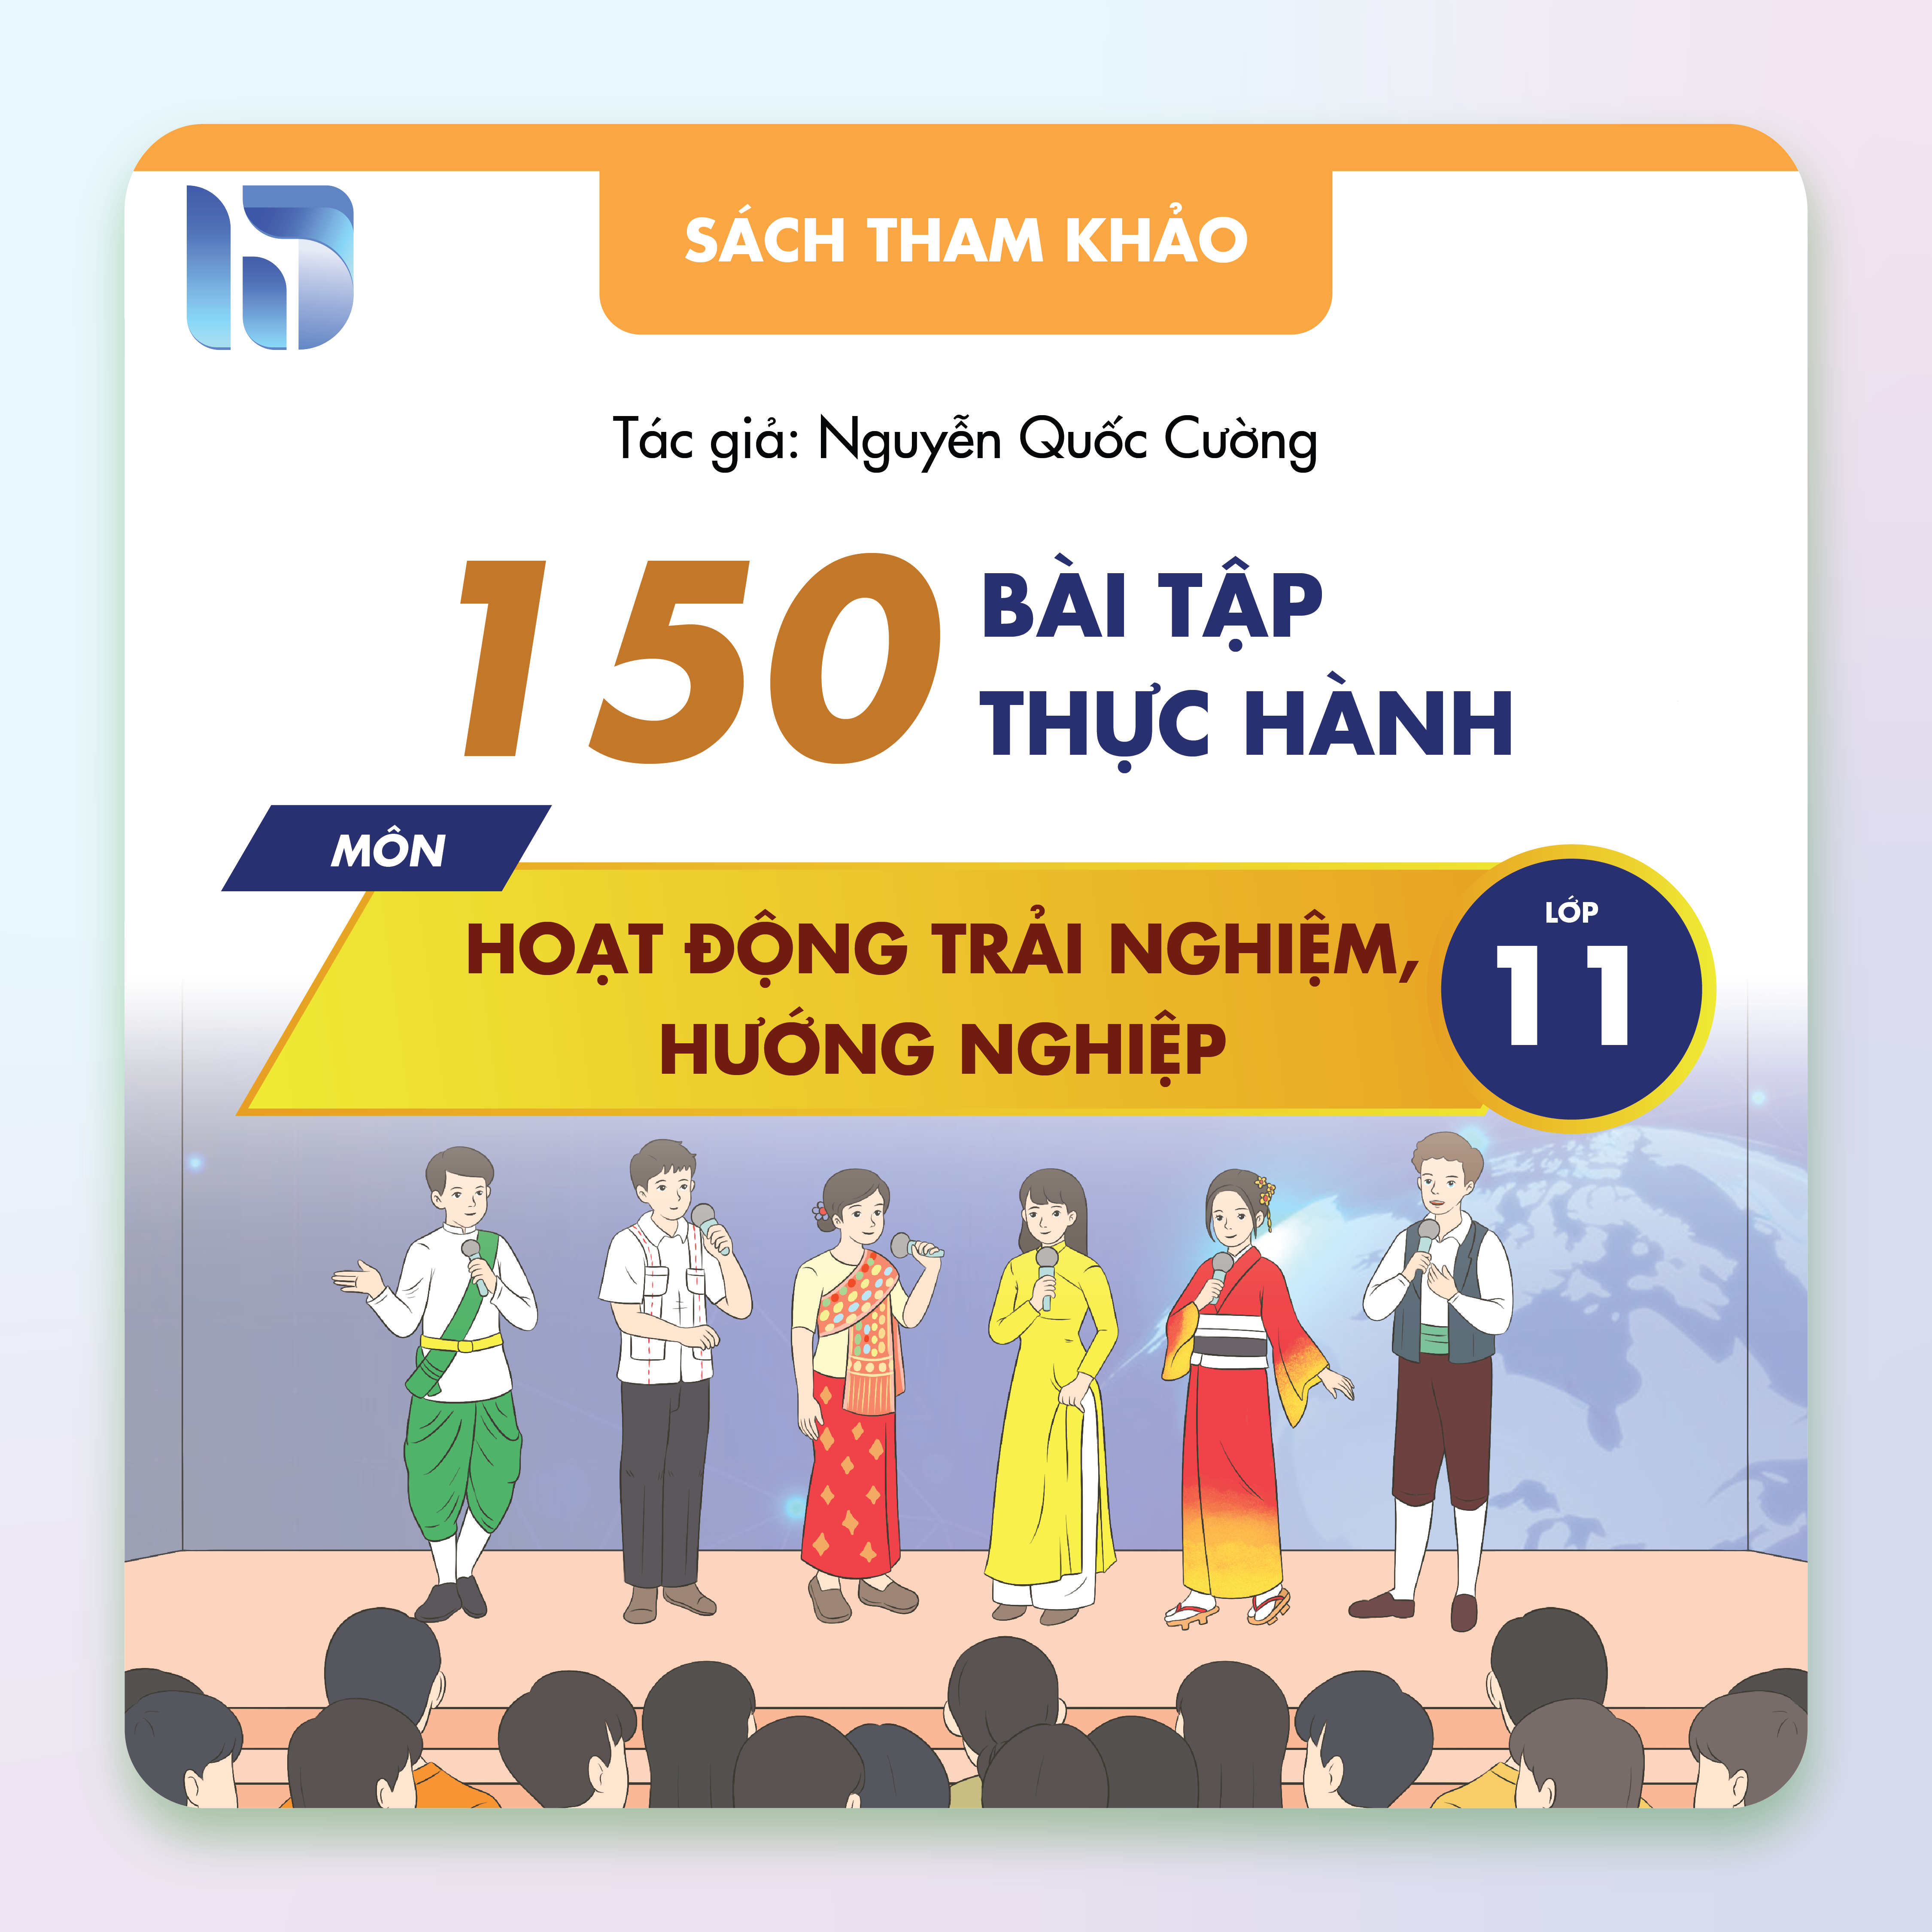 SÁCH THAM KHẢO
Tác giả: Nguyễn Quốc Cường
150
BÀI TẬP
THỰC HÀNH
MÔN
HOẠT ĐỘNG TRẢI NGHIỆM,
HƯỚNG NGHIỆP
LỚP
11